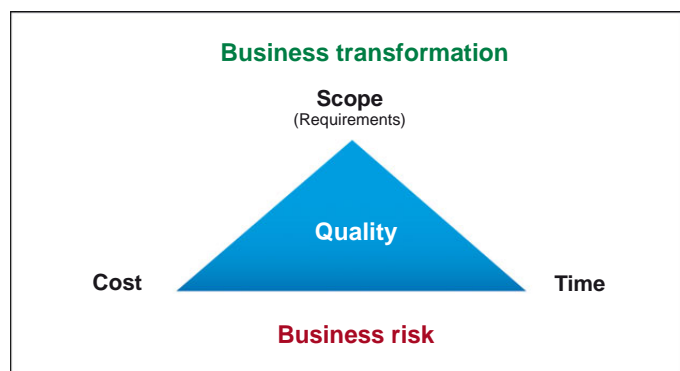 Business transformation
Scope
(Requirements)
Quality
Cost
Time
Business risk